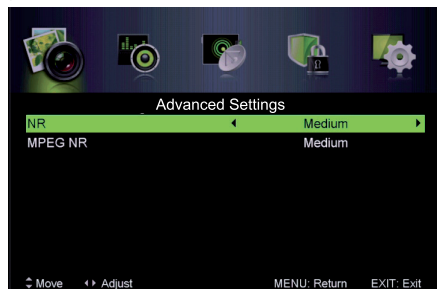 Advanced Settings
NR Medium
MPEG NR Medium
Move Adjust MENU: Return EXIT: Exit